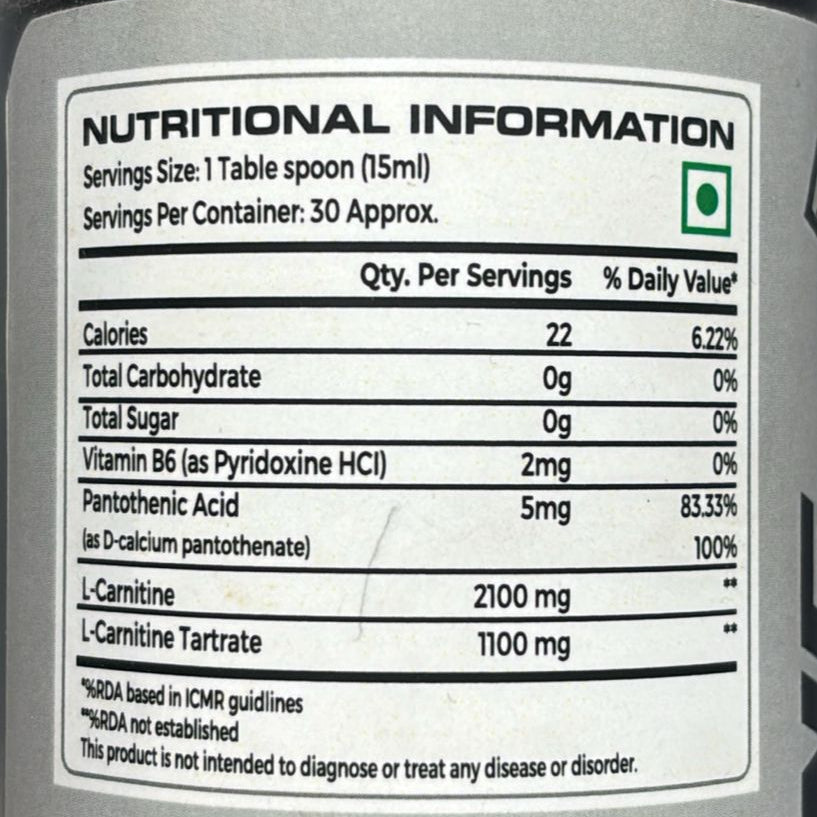 NUTRITIONAL INFORMATION
Servings Size: 1 Table spoon (15ml)
Servings Per Container: 30 Approx.
Qty. Per Servings % Daily Value*
Calories 22 6.22%
Total Carbohydrate 0g 0%
Total Sugar 0g 0%
Vitamin B6 (as Pyridoxine HCl) 2mg 0%
Pantothenic Acid 5mg 83.33%
(as D-calcium pantothenate) 100%
L-Carnitine 2100 mg **
L-Carnitine Tartrate 1100 mg **
*%RDA based in ICMR guidlines
**%RDA not established
This product is not intended to diagnose or treat any disease or disorder.